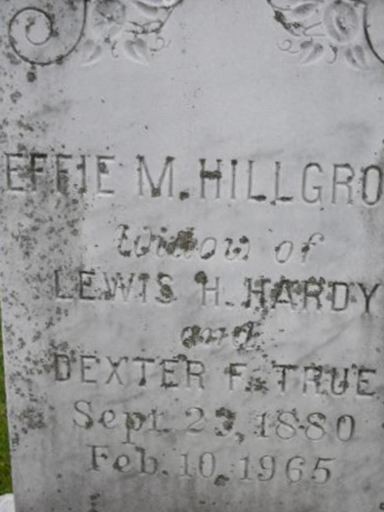 EFFIE M. HILLGRO
Widow of
LEWIS H. HARDY
and
DEXTER F. TRUE
Sept. 23, 1880
Feb. 10, 1965